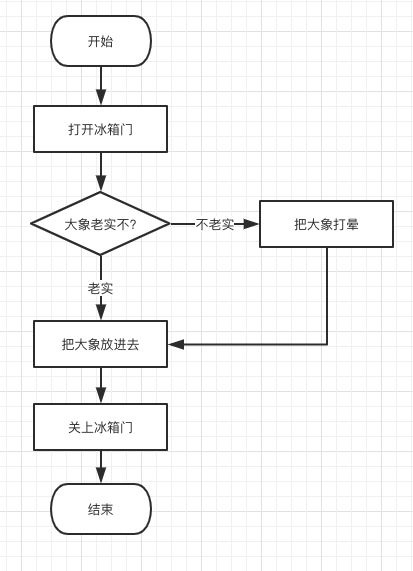 开始
打开冰箱门
大象老实不?
不老实
把大象打晕
老实
把大象放进去
关上冰箱门
结束